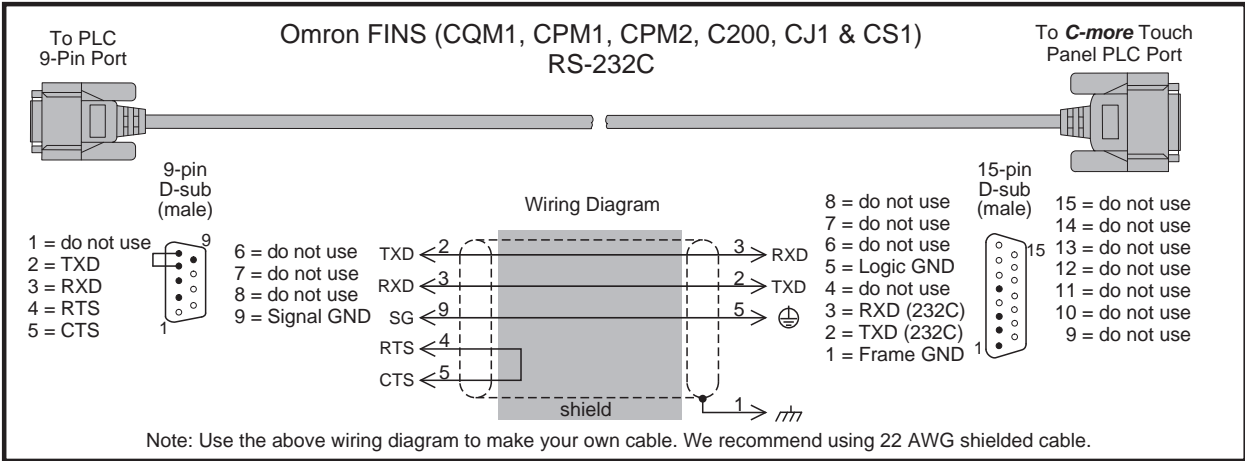 To PLC
9-Pin Port
Omron FINS (CQM1, CPM1, CPM2, C200, CJ1 & CS1)
RS-232C
To C-more Touch
Panel PLC Port
9-pin
D-sub
(male)
1 = do not use
2 = TXD
3 = RXD
4 = RTS
5 = CTS
9
1
6 = do not use
7 = do not use
8 = do not use
9 = Signal GND
Wiring Diagram
TXD 2 3 RXD
RXD 3 2 TXD
SG 9 5
RTS 4
CTS 5
shield
1
8 = do not use
7 = do not use
6 = do not use
5 = Logic GND
4 = do not use
3 = RXD (232C)
2 = TXD (232C)
1 = Frame GND
15-pin
D-sub
(male)
15
1
15 = do not use
14 = do not use
13 = do not use
12 = do not use
11 = do not use
10 = do not use
9 = do not use
Note: Use the above wiring diagram to make your own cable. We recommend using 22 AWG shielded cable.